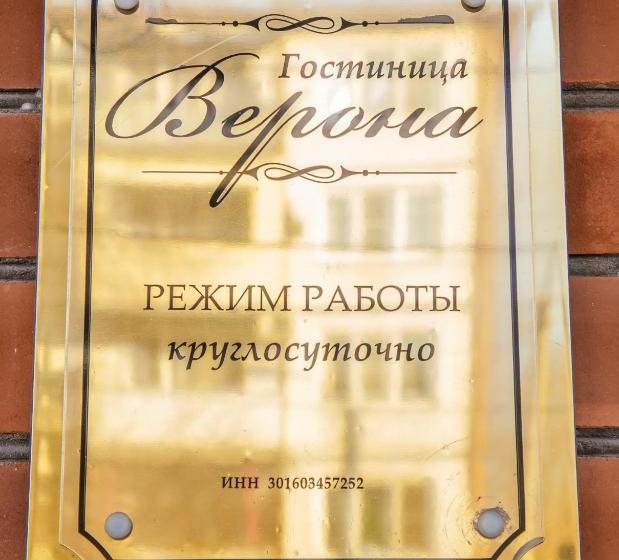 Гостиница
Верона
РЕЖИМ РАБОТЫ
круглосуточно
ИНН 301603457252